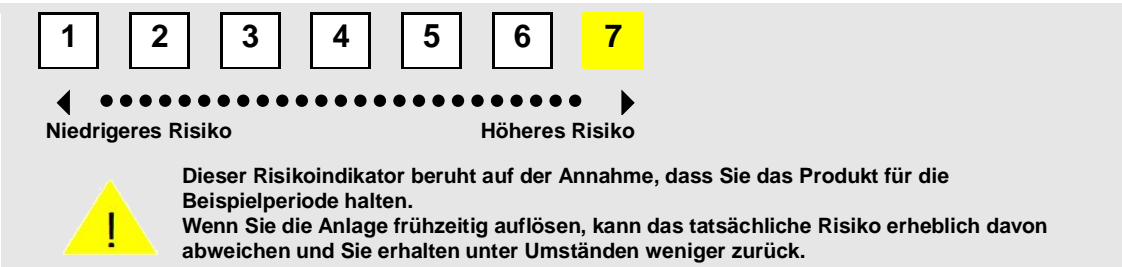 1 2 3 4 5 6 7
Niedrigeres Risiko Höheres Risiko
Dieser Risikoindikator beruht auf der Annahme, dass Sie das Produkt für die
Beispielperiode halten.
Wenn Sie die Anlage frühzeitig auflösen, kann das tatsächliche Risiko erheblich davon
abweichen und Sie erhalten unter Umständen weniger zurück.
!